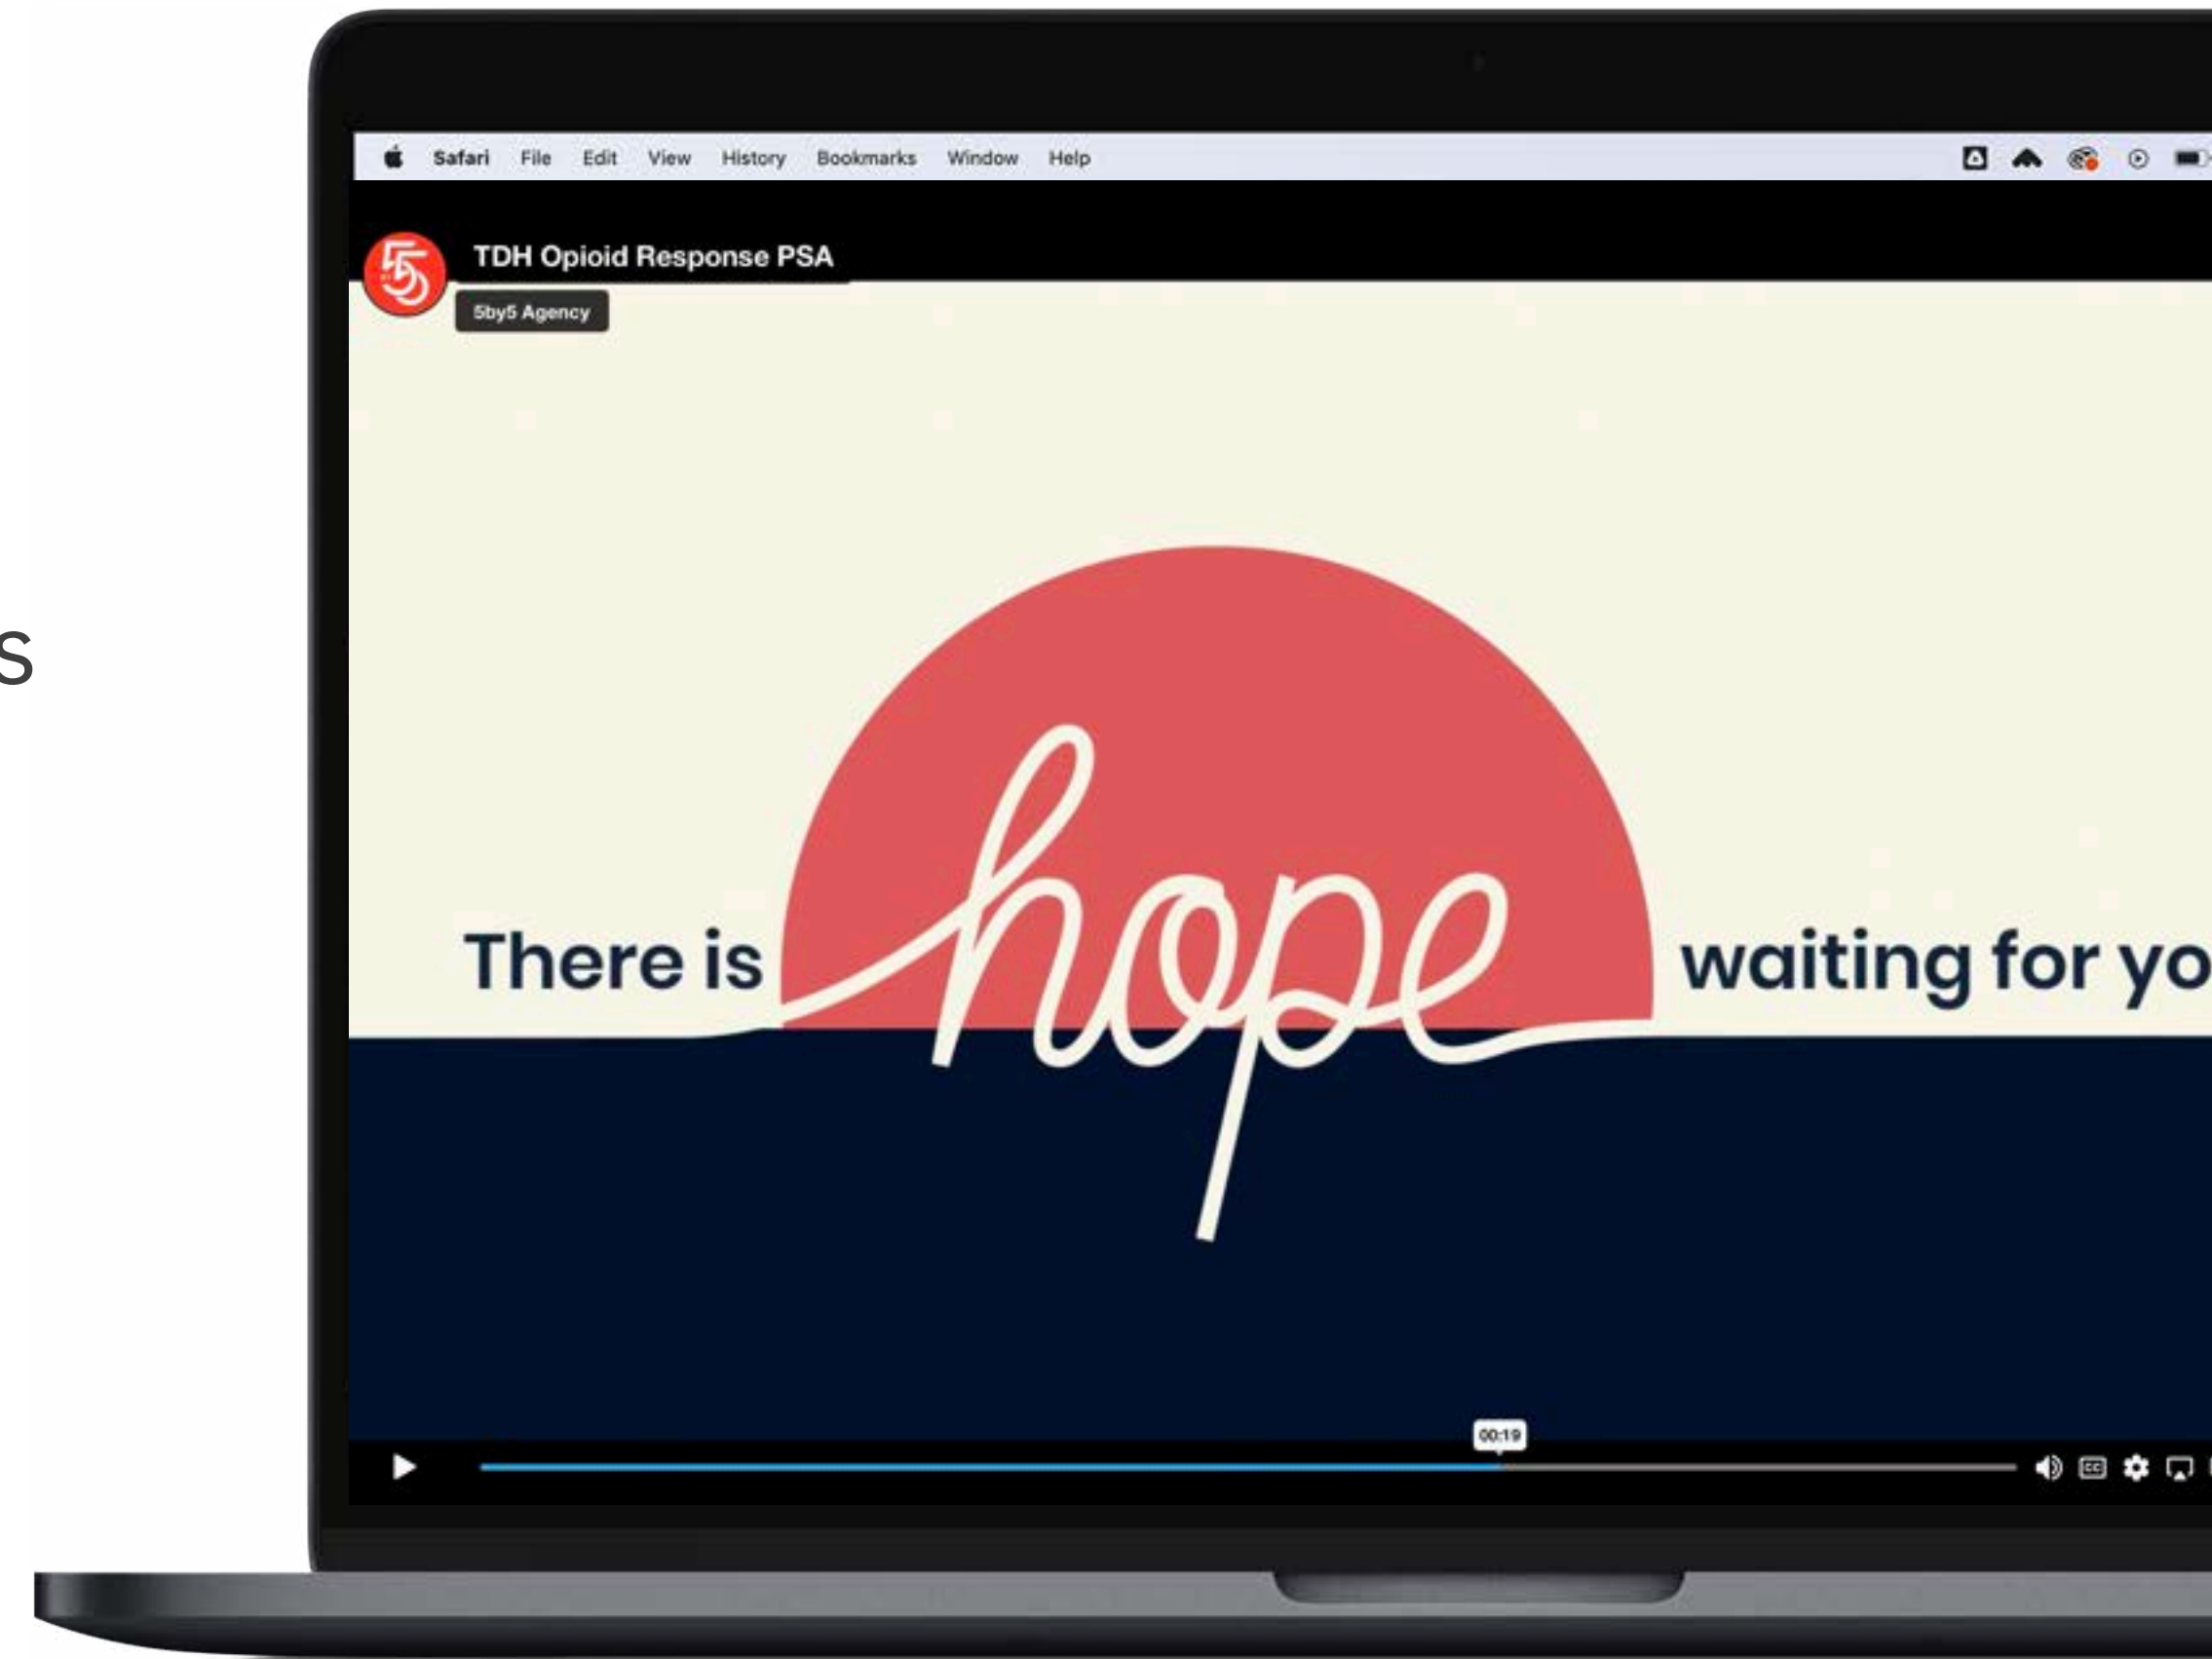 Safari File Edit View History Bookmarks Window Help
TDH Opioid Response PSA
5by5 Agency
s
There is hope waiting for yo
00:19
CC